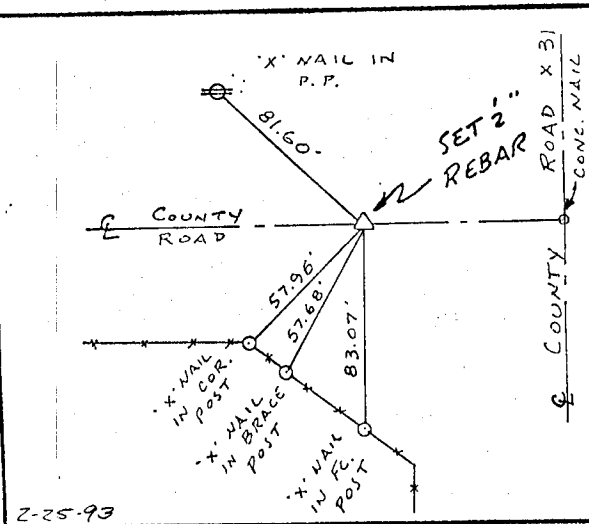 'X' NAIL IN
P.P.
81.60'
SET ½"
REBAR
ROAD X 31
CONC. NAIL
℄ COUNTY
ROAD
℄ COUNTY
57.96'
57.68'
83.07'
'X' NAIL
IN COR.
POST
'X' NAIL
IN BRACE
POST
'X' NAIL
IN FC.
POST
2-25-93